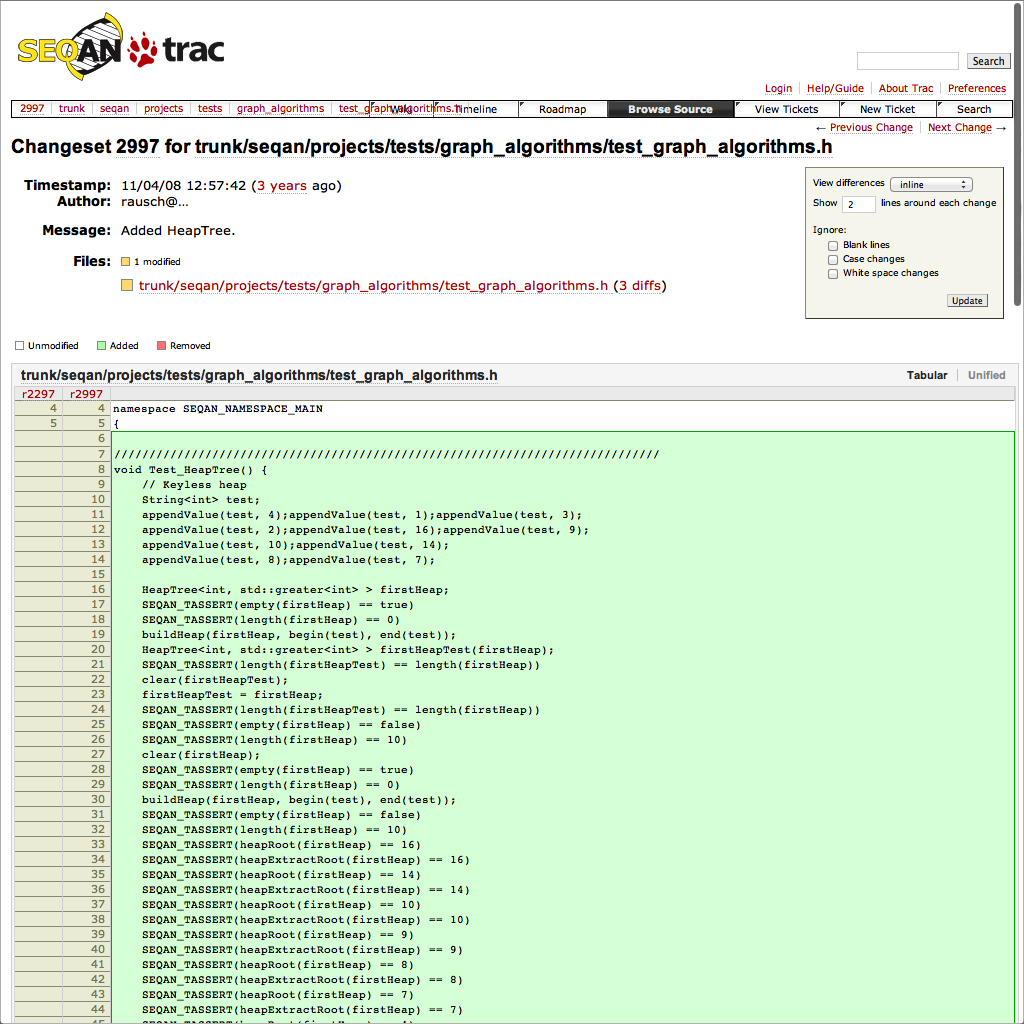 SEQAN trac
Search
Login Help/Guide About Trac Preferences
2997 trunk seqan projects tests graph_algorithms test_graph_algorithms.h Wiki Timeline Roadmap Browse Source View Tickets New Ticket Search
← Previous Change Next Change →
Changeset 2997 for trunk/seqan/projects/tests/graph_algorithms/test_graph_algorithms.h
Timestamp: 11/04/08 12:57:42 (3 years ago)
Author: rausch@...
Message: Added HeapTree.
Files: 1 modified
trunk/seqan/projects/tests/graph_algorithms/test_graph_algorithms.h (3 diffs)
View differences inline
Show 2 lines around each change
Ignore:
Blank lines
Case changes
White space changes
Update
Unmodified Added Removed
trunk/seqan/projects/tests/graph_algorithms/test_graph_algorithms.h Tabular Unified
r2297 r2997
4 4 namespace SEQAN_NAMESPACE_MAIN
5 5 {
6
7 //////////////////////////////////////////////////////////////////////////////
8 void Test_HeapTree() {
9 // Keyless heap
10 String<int> test;
11 appendValue(test, 4);appendValue(test, 1);appendValue(test, 3);
12 appendValue(test, 2);appendValue(test, 16);appendValue(test, 9);
13 appendValue(test, 10);appendValue(test, 14);
14 appendValue(test, 8);appendValue(test, 7);
15
16 HeapTree<int, std::greater<int> > firstHeap;
17 SEQAN_TASSERT(empty(firstHeap) == true)
18 SEQAN_TASSERT(length(firstHeap) == 0)
19 buildHeap(firstHeap, begin(test), end(test));
20 HeapTree<int, std::greater<int> > firstHeapTest(firstHeap);
21 SEQAN_TASSERT(length(firstHeapTest) == length(firstHeap))
22 clear(firstHeapTest);
23 firstHeapTest = firstHeap;
24 SEQAN_TASSERT(length(firstHeapTest) == length(firstHeap))
25 SEQAN_TASSERT(empty(firstHeap) == false)
26 SEQAN_TASSERT(length(firstHeap) == 10)
27 clear(firstHeap);
28 SEQAN_TASSERT(empty(firstHeap) == true)
29 SEQAN_TASSERT(length(firstHeap) == 0)
30 buildHeap(firstHeap, begin(test), end(test));
31 SEQAN_TASSERT(empty(firstHeap) == false)
32 SEQAN_TASSERT(length(firstHeap) == 10)
33 SEQAN_TASSERT(heapRoot(firstHeap) == 16)
34 SEQAN_TASSERT(heapExtractRoot(firstHeap) == 16)
35 SEQAN_TASSERT(heapRoot(firstHeap) == 14)
36 SEQAN_TASSERT(heapExtractRoot(firstHeap) == 14)
37 SEQAN_TASSERT(heapRoot(firstHeap) == 10)
38 SEQAN_TASSERT(heapExtractRoot(firstHeap) == 10)
39 SEQAN_TASSERT(heapRoot(firstHeap) == 9)
40 SEQAN_TASSERT(heapExtractRoot(firstHeap) == 9)
41 SEQAN_TASSERT(heapRoot(firstHeap) == 8)
42 SEQAN_TASSERT(heapExtractRoot(firstHeap) == 8)
43 SEQAN_TASSERT(heapRoot(firstHeap) == 7)
44 SEQAN_TASSERT(heapExtractRoot(firstHeap) == 7)